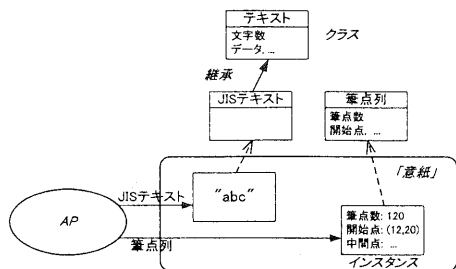 テキスト
文字数
データ, ...
クラス
継承
JISテキスト
筆点列
筆点数
開始点, ...
「意紙」
JISテキスト
"abc"
AP
筆点列
筆点数: 120
開始点: (12,20)
中間点: ...
インスタンス